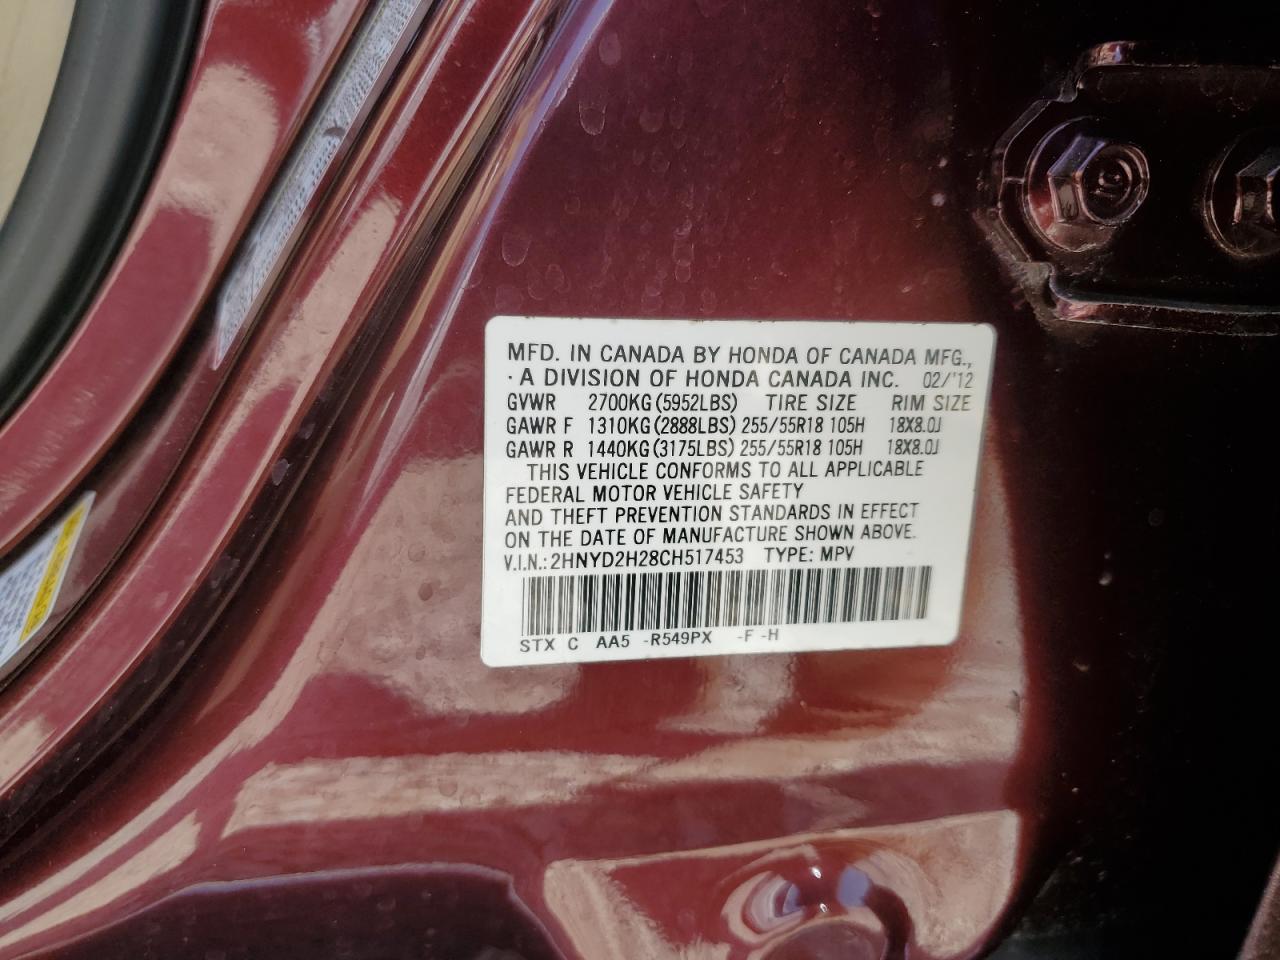 MFD. IN CANADA BY HONDA OF CANADA MFG.,
· A DIVISION OF HONDA CANADA INC. 02/'12
GVWR 2700KG(5952LBS) TIRE SIZE RIM SIZE
GAWR F 1310KG(2888LBS) 255/55R18 105H 18X8.0J
GAWR R 1440KG(3175LBS) 255/55R18 105H 18X8.0J
THIS VEHICLE CONFORMS TO ALL APPLICABLE
FEDERAL MOTOR VEHICLE SAFETY
AND THEFT PREVENTION STANDARDS IN EFFECT
ON THE DATE OF MANUFACTURE SHOWN ABOVE.
V.I.N.: 2HNYD2H28CH517453 TYPE: MPV
STX C AA5 -R549PX -F -H